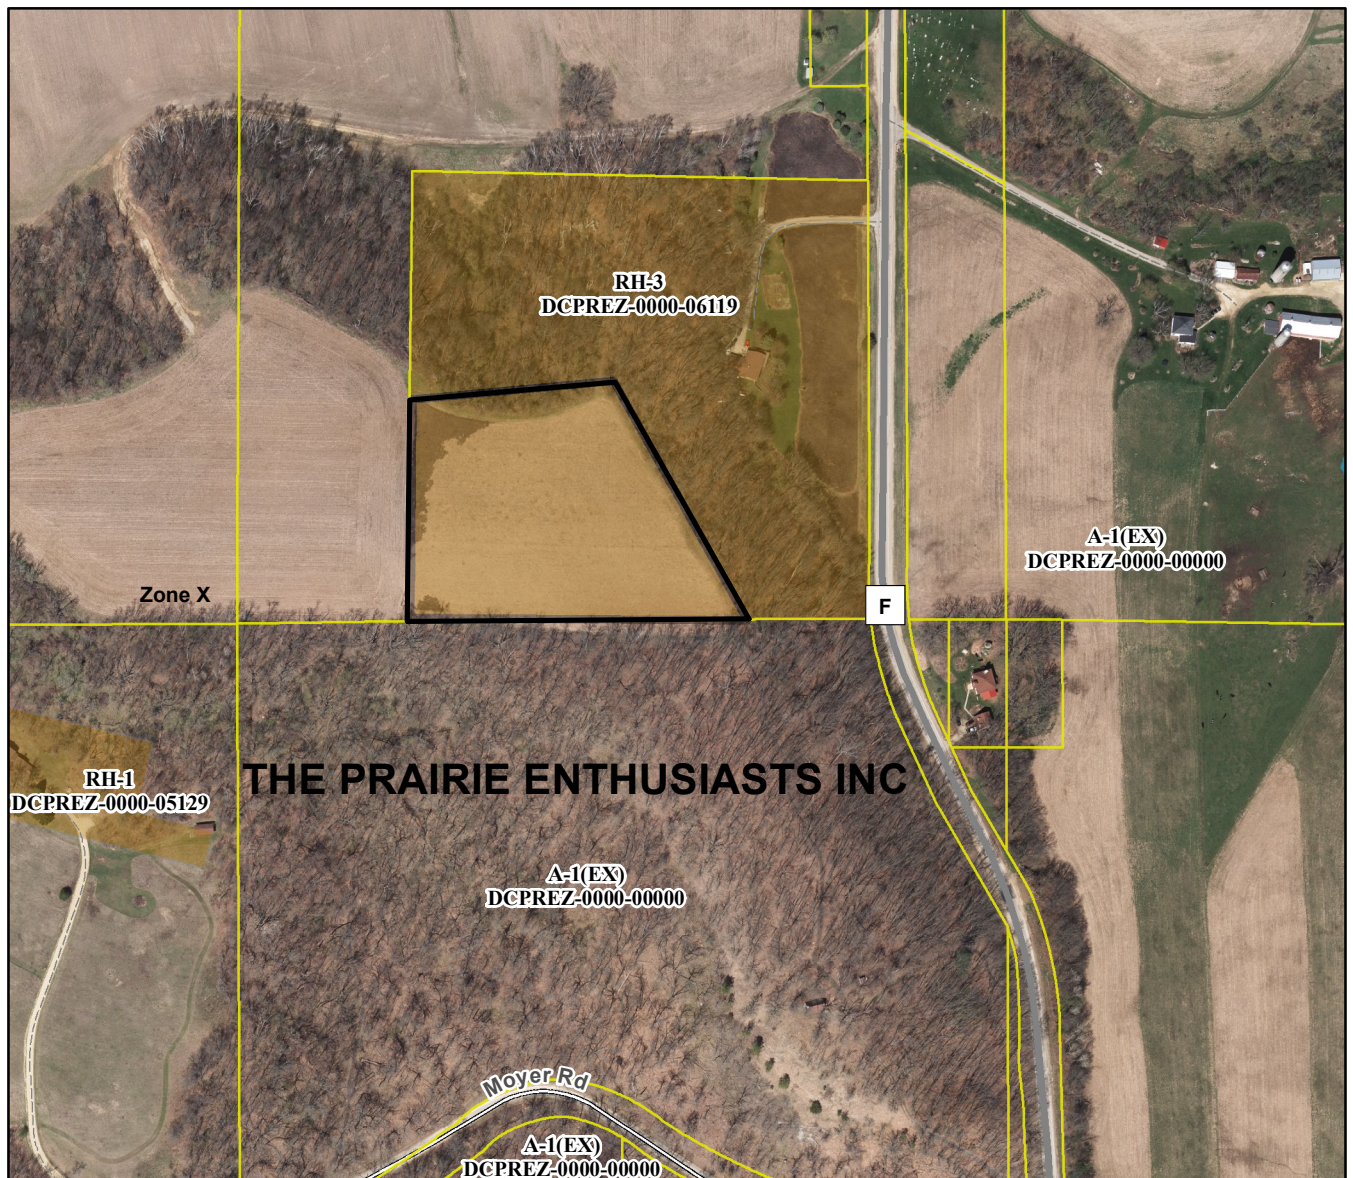 RH-3
DCPREZ-0000-06119
A-1(EX)
DCPREZ-0000-00000
Zone X
F
RH-1
DCPREZ-0000-05129
THE PRAIRIE ENTHUSIASTS INC
A-1(EX)
DCPREZ-0000-00000
Moyer Rd
A-1(EX)
DCPREZ-0000-00000